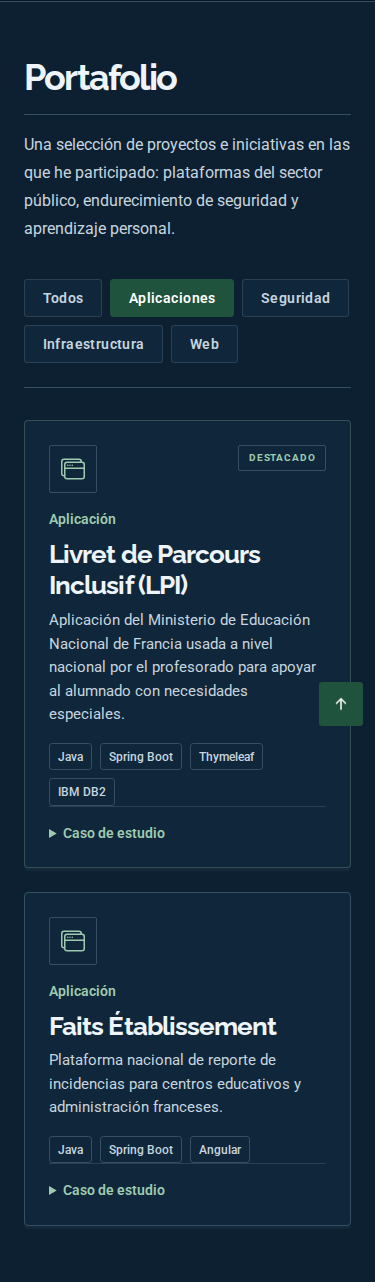 Portafolio
Una selección de proyectos e iniciativas en las
que he participado: plataformas del sector
público, endurecimiento de seguridad y
aprendizaje personal.
Todos Aplicaciones Seguridad
Infraestructura Web
DESTACADO
Aplicación
Livret de Parcours
Inclusif (LPI)
Aplicación del Ministerio de Educación
Nacional de Francia usada a nivel
nacional por el profesorado para apoyar
al alumnado con necesidades
especiales.
Java Spring Boot Thymeleaf
IBM DB2
Caso de estudio
Aplicación
Faits Établissement
Plataforma nacional de reporte de
incidencias para centros educativos y
administración franceses.
Java Spring Boot Angular
Caso de estudio